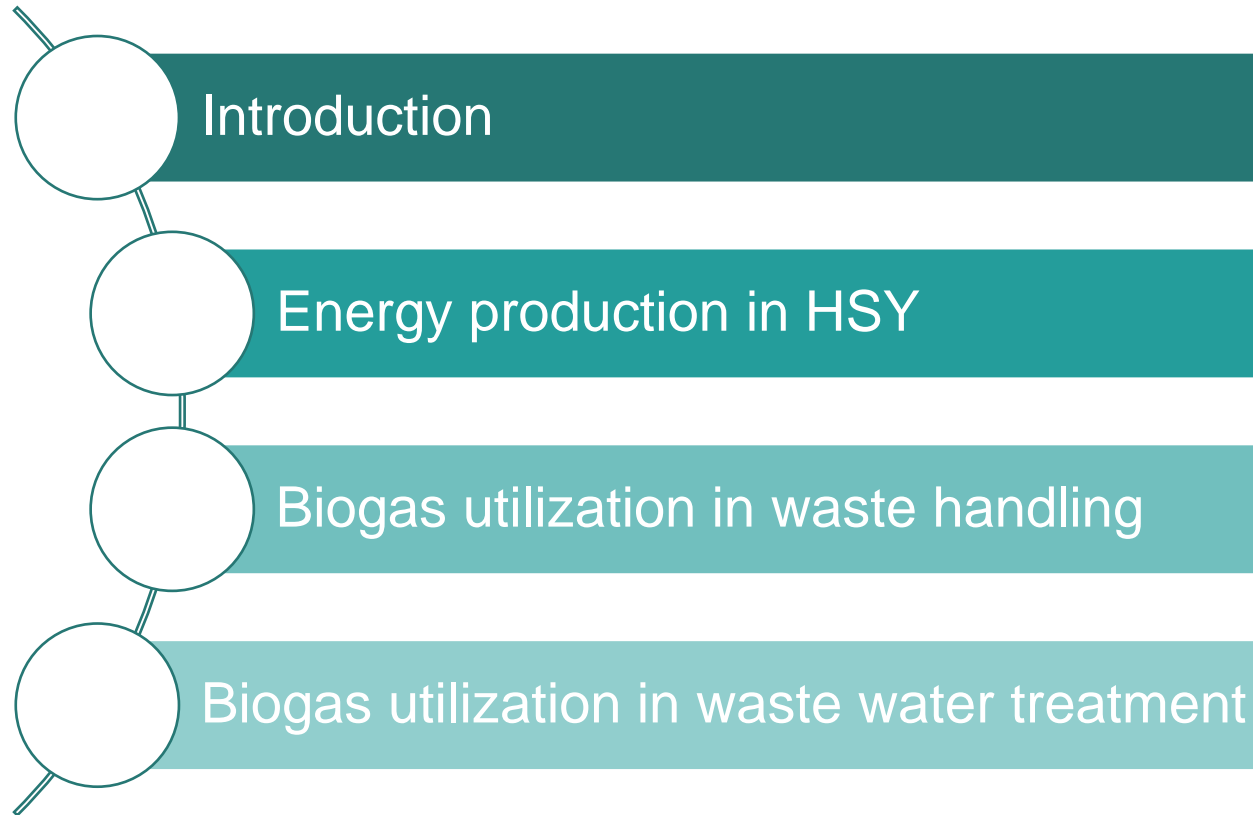 Introduction
Energy production in HSY
Biogas utilization in waste handling
Biogas utilization in waste water treatment